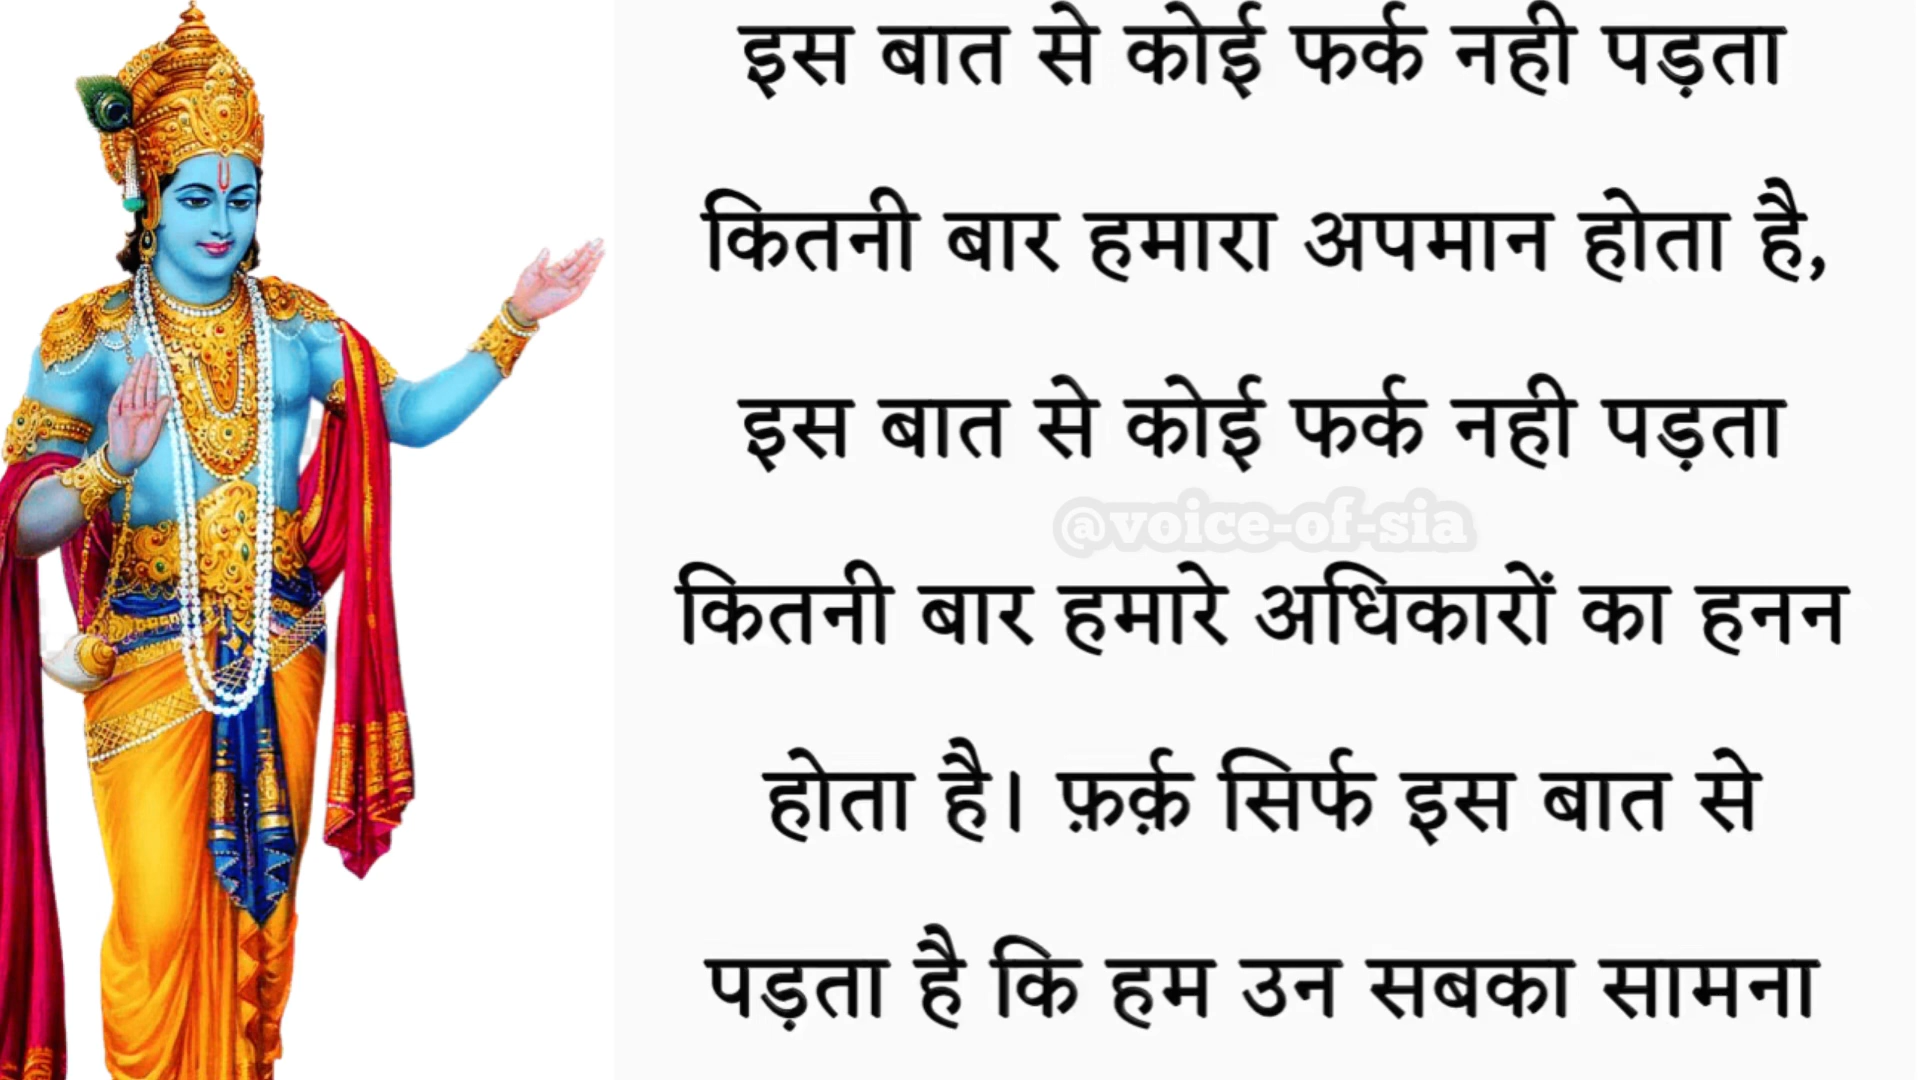 इस बात से कोई फर्क नही पड़ता
कितनी बार हमारा अपमान होता है,
इस बात से कोई फर्क नही पड़ता
@voice-of-sia
कितनी बार हमारे अधिकारों का हनन
होता है। फ़र्क़ सिर्फ इस बात से
पड़ता है कि हम उन सबका सामना